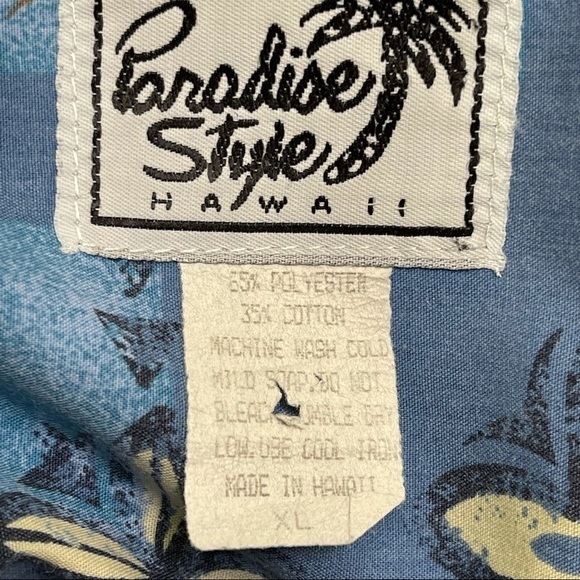 Paradise
Style
HAWAII
65% POLYESTER
35% COTTON
MACHINE WASH COLD
MILD SOAP.DO NOT
BLEACH TUMBLE DRY
LOW.USE COOL IRON
MADE IN HAWAII
XL